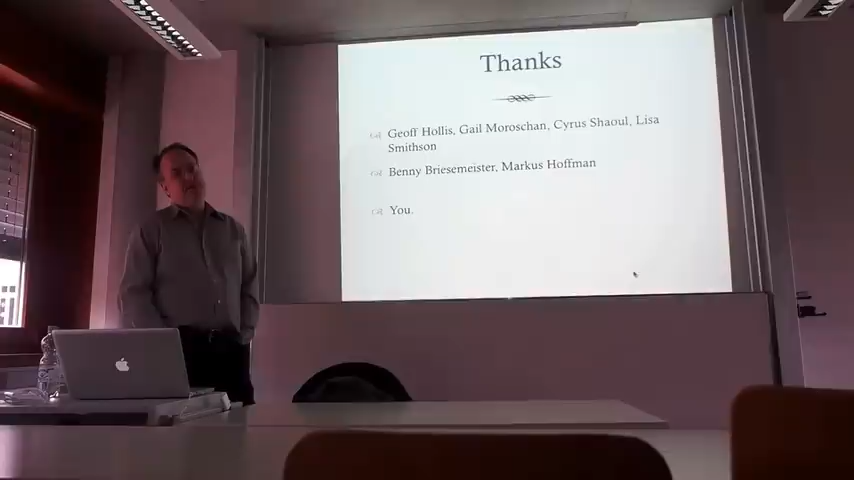 Thanks
Geoff Hollis, Gail Moroschan, Cyrus Shaoul, Lisa
Smithson
Benny Briesemeister, Markus Hoffman
You.